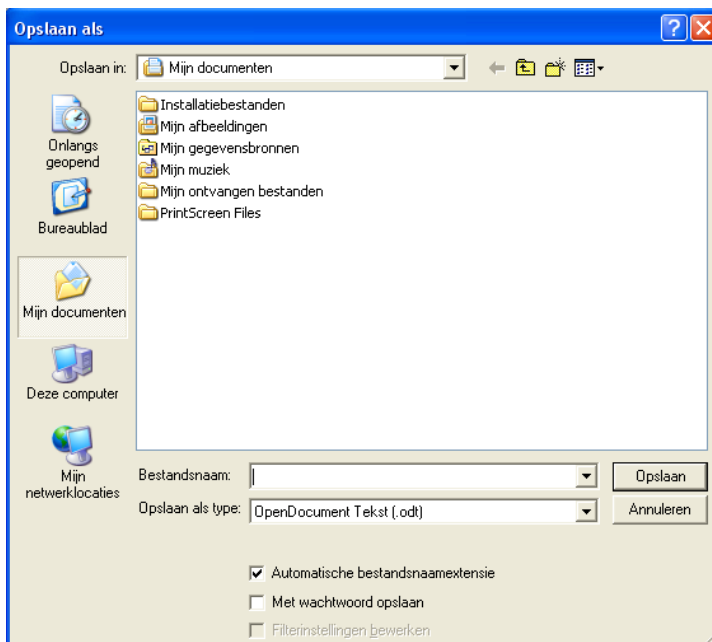 Opslaan als
Opslaan in:
Mijn documenten
Onlangs geopend
Bureaublad
Mijn documenten
Deze computer
Mijn netwerklocaties
Installatiebestanden
Mijn afbeeldingen
Mijn gegevensbronnen
Mijn muziek
Mijn ontvangen bestanden
PrintScreen Files
Bestandsnaam:
Opslaan
Opslaan als type:
OpenDocument Tekst (.odt)
Annuleren
Automatische bestandsnaamextensie
Met wachtwoord opslaan
Filterinstellingen bewerken